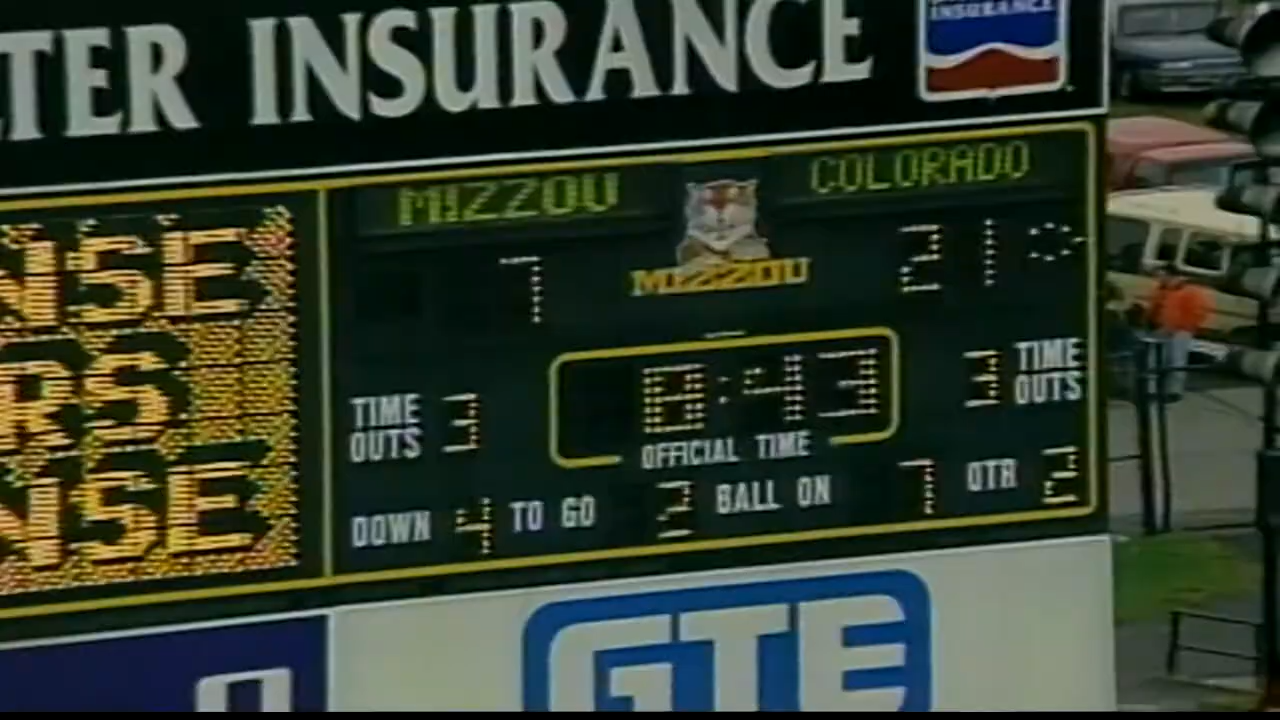 TER INSURANCE
INSURANCE
MIZZOU
COLORADO
7
MIZZOU
21
NSE
RS
NSE
TIME OUTS 3
8:43
OFFICIAL TIME
3 TIME OUTS
DOWN 4 TO GO 2 BALL ON 7 QTR 2
GTE